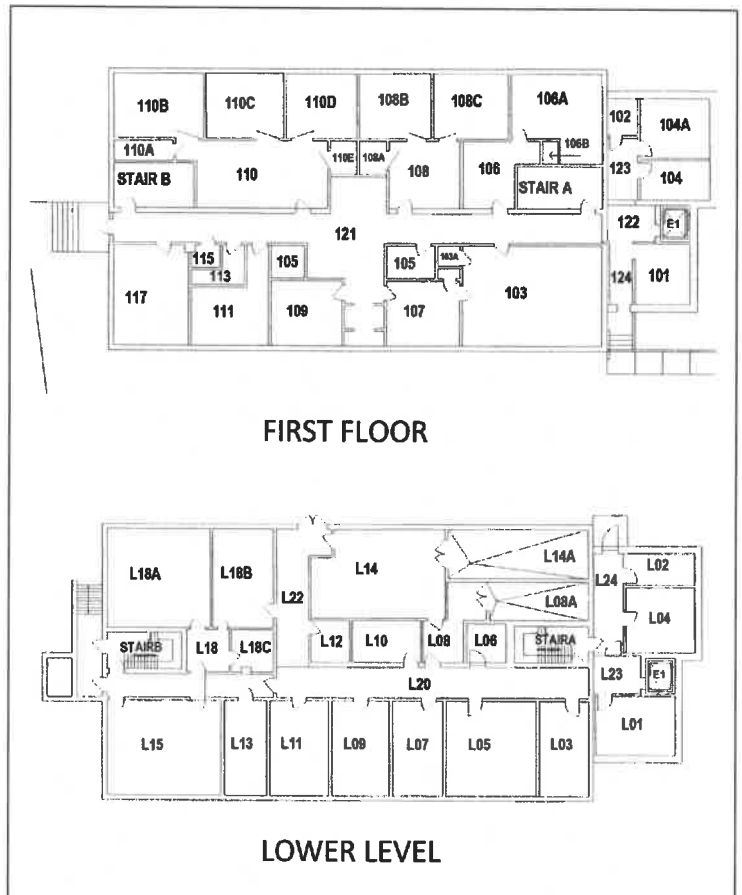 110B 110C 110D 108B 108C 106A 102
104A
110A 110E 108A 106B
STAIR B 110 108 106 STAIR A 123 104
121 122 E1
115 105 105 103A
113 124 101
117 111 109 107 103
FIRST FLOOR
L18A L18B L22 L14 L14A L24 L02
L08A L04
STAIRB L18 L18C L12 L10 L08 L06 STAIRA
L20 L23 E1
L15 L13 L11 L09 L07 L05 L03 L01
LOWER LEVEL